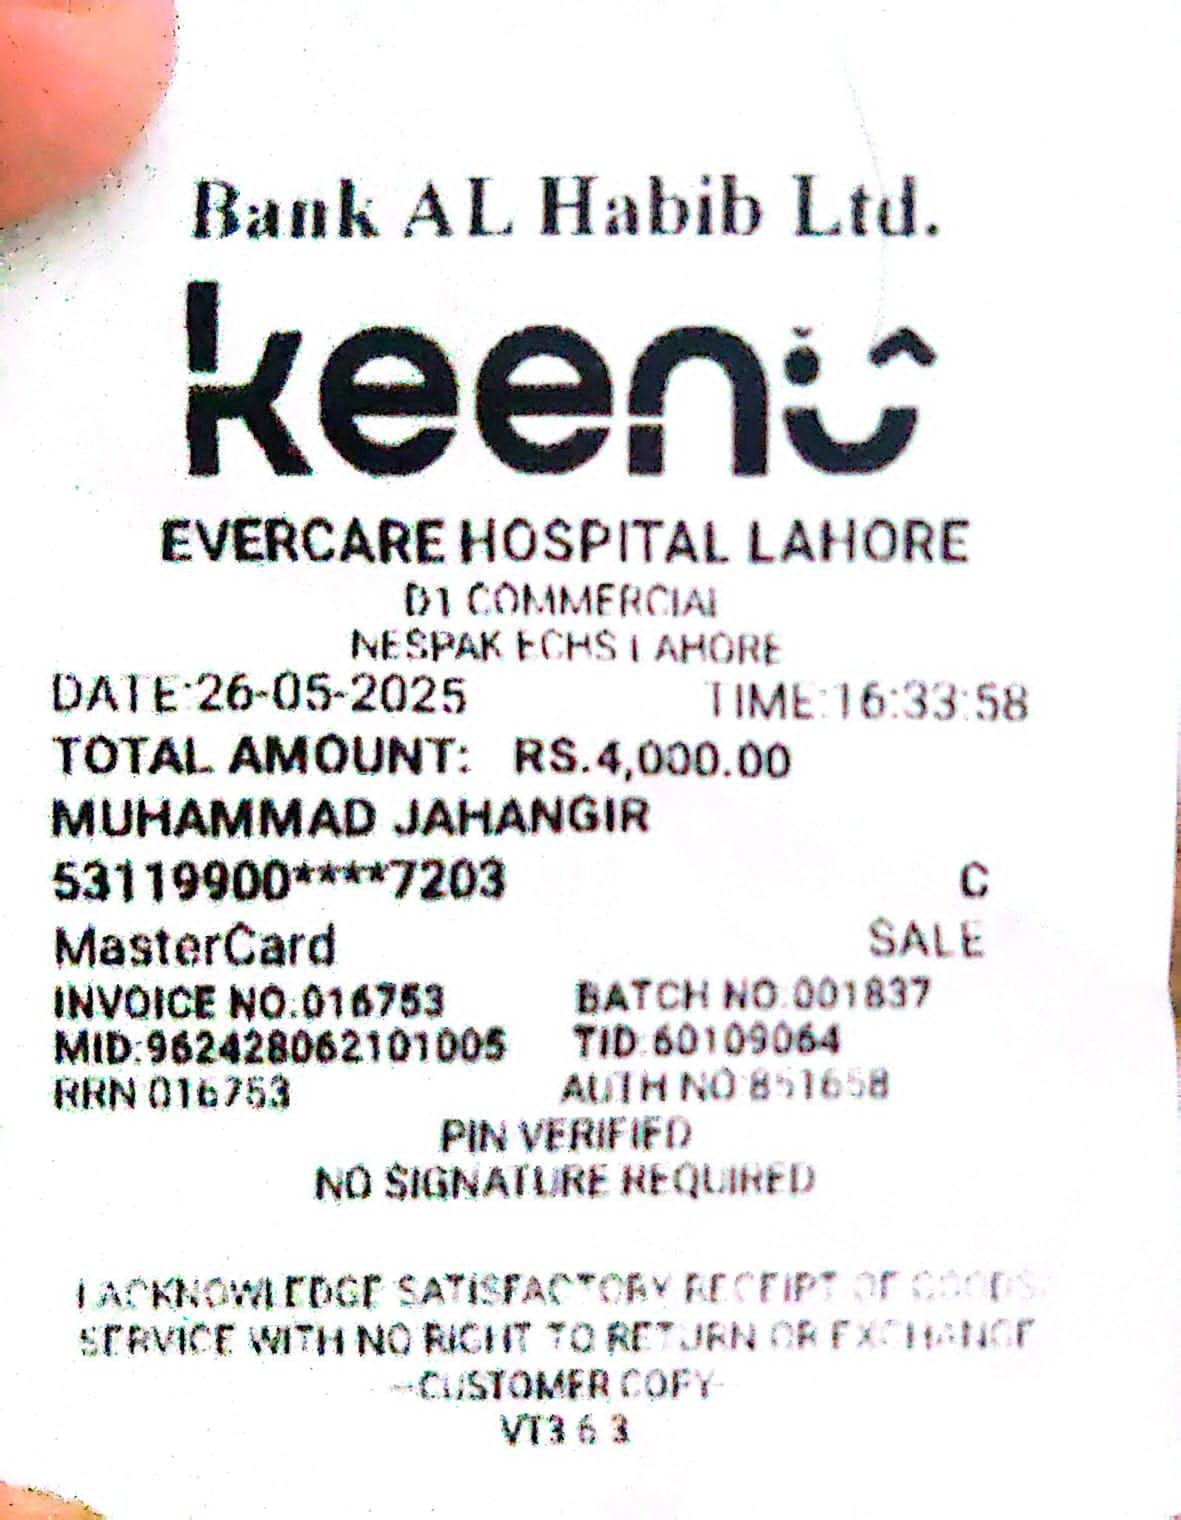 Bank AL Habib Ltd.
keenu
EVERCARE HOSPITAL LAHORE
D1 COMMERCIAL
NESPAK ECHS LAHORE
DATE:26-05-2025 TIME:16:33:58
TOTAL AMOUNT: RS.4,000.00
MUHAMMAD JAHANGIR
53119900****7203 C
MasterCard SALE
INVOICE NO:016753 BATCH NO:001837
MID:962428062101005 TID:60109064
RRN 016753 AUTH NO:851658
PIN VERIFIED
NO SIGNATURE REQUIRED
I ACKNOWLEDGE SATISFACTORY RECEIPT OF GOODS/
SERVICE WITH NO RIGHT TO RETURN OR EXCHANGE
-CUSTOMER COPY-
VT3 6 3